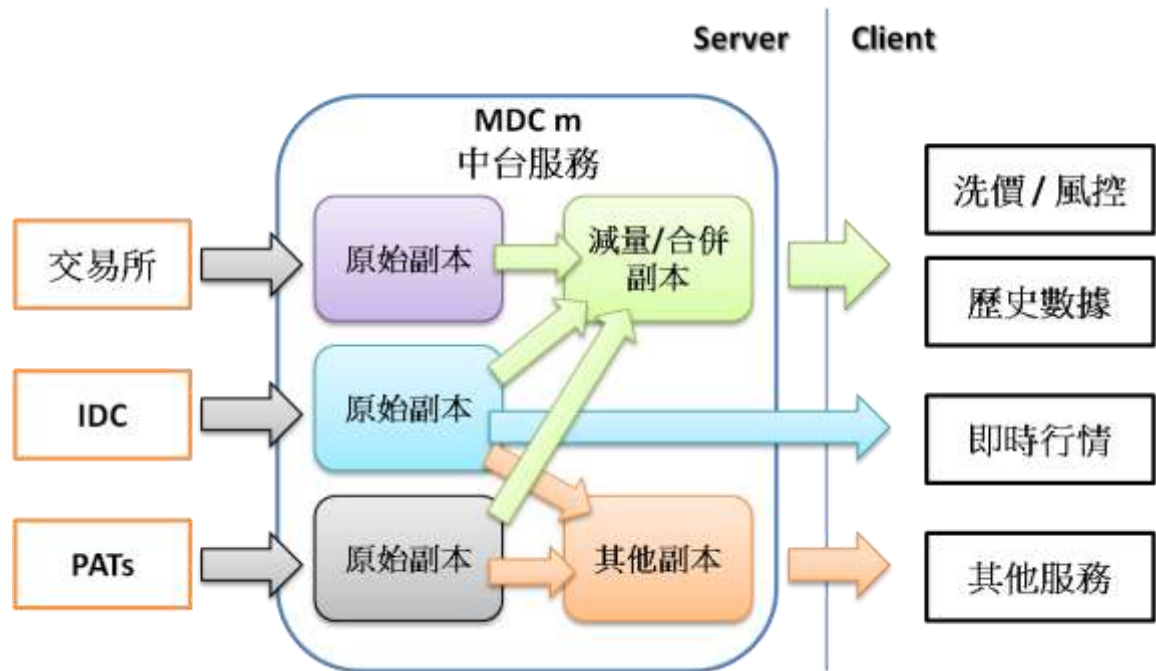 Server
Client
MDC m
中台服務
洗價 / 風控
交易所
原始副本
減量/合併
副本
歷史數據
IDC
原始副本
即時行情
PATs
原始副本
其他副本
其他服務